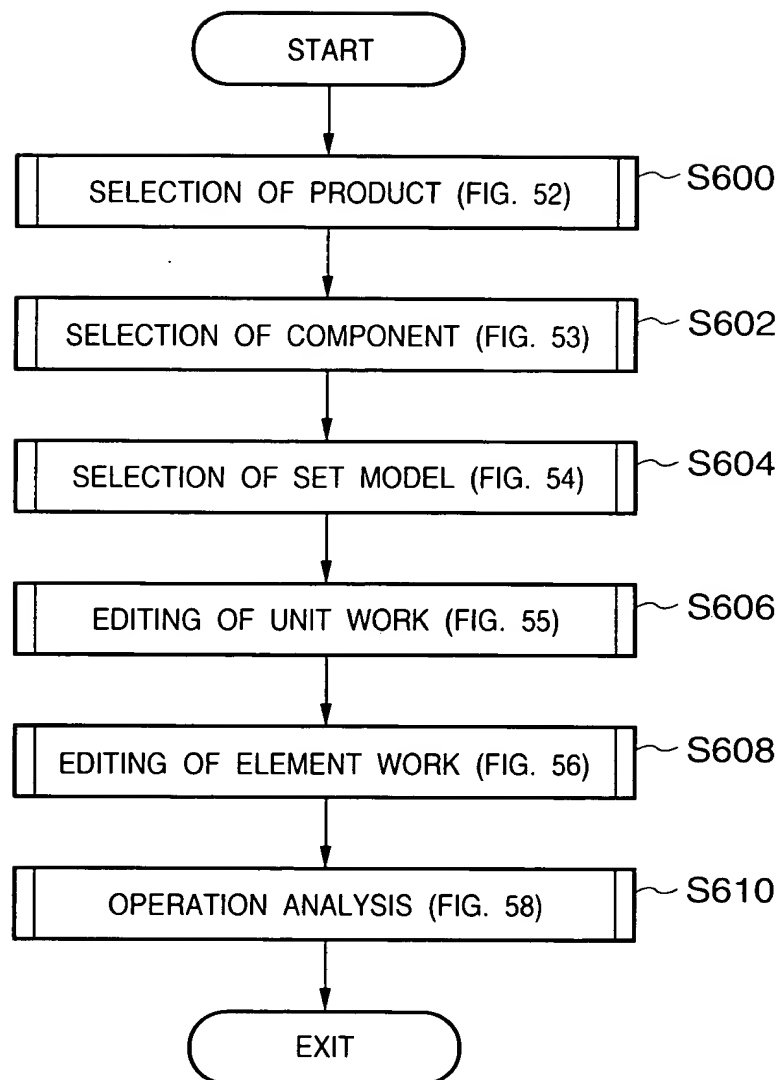 START
SELECTION OF PRODUCT (FIG. 52)
S600
SELECTION OF COMPONENT (FIG. 53)
S602
SELECTION OF SET MODEL (FIG. 54)
S604
EDITING OF UNIT WORK (FIG. 55)
S606
EDITING OF ELEMENT WORK (FIG. 56)
S608
OPERATION ANALYSIS (FIG. 58)
S610
EXIT